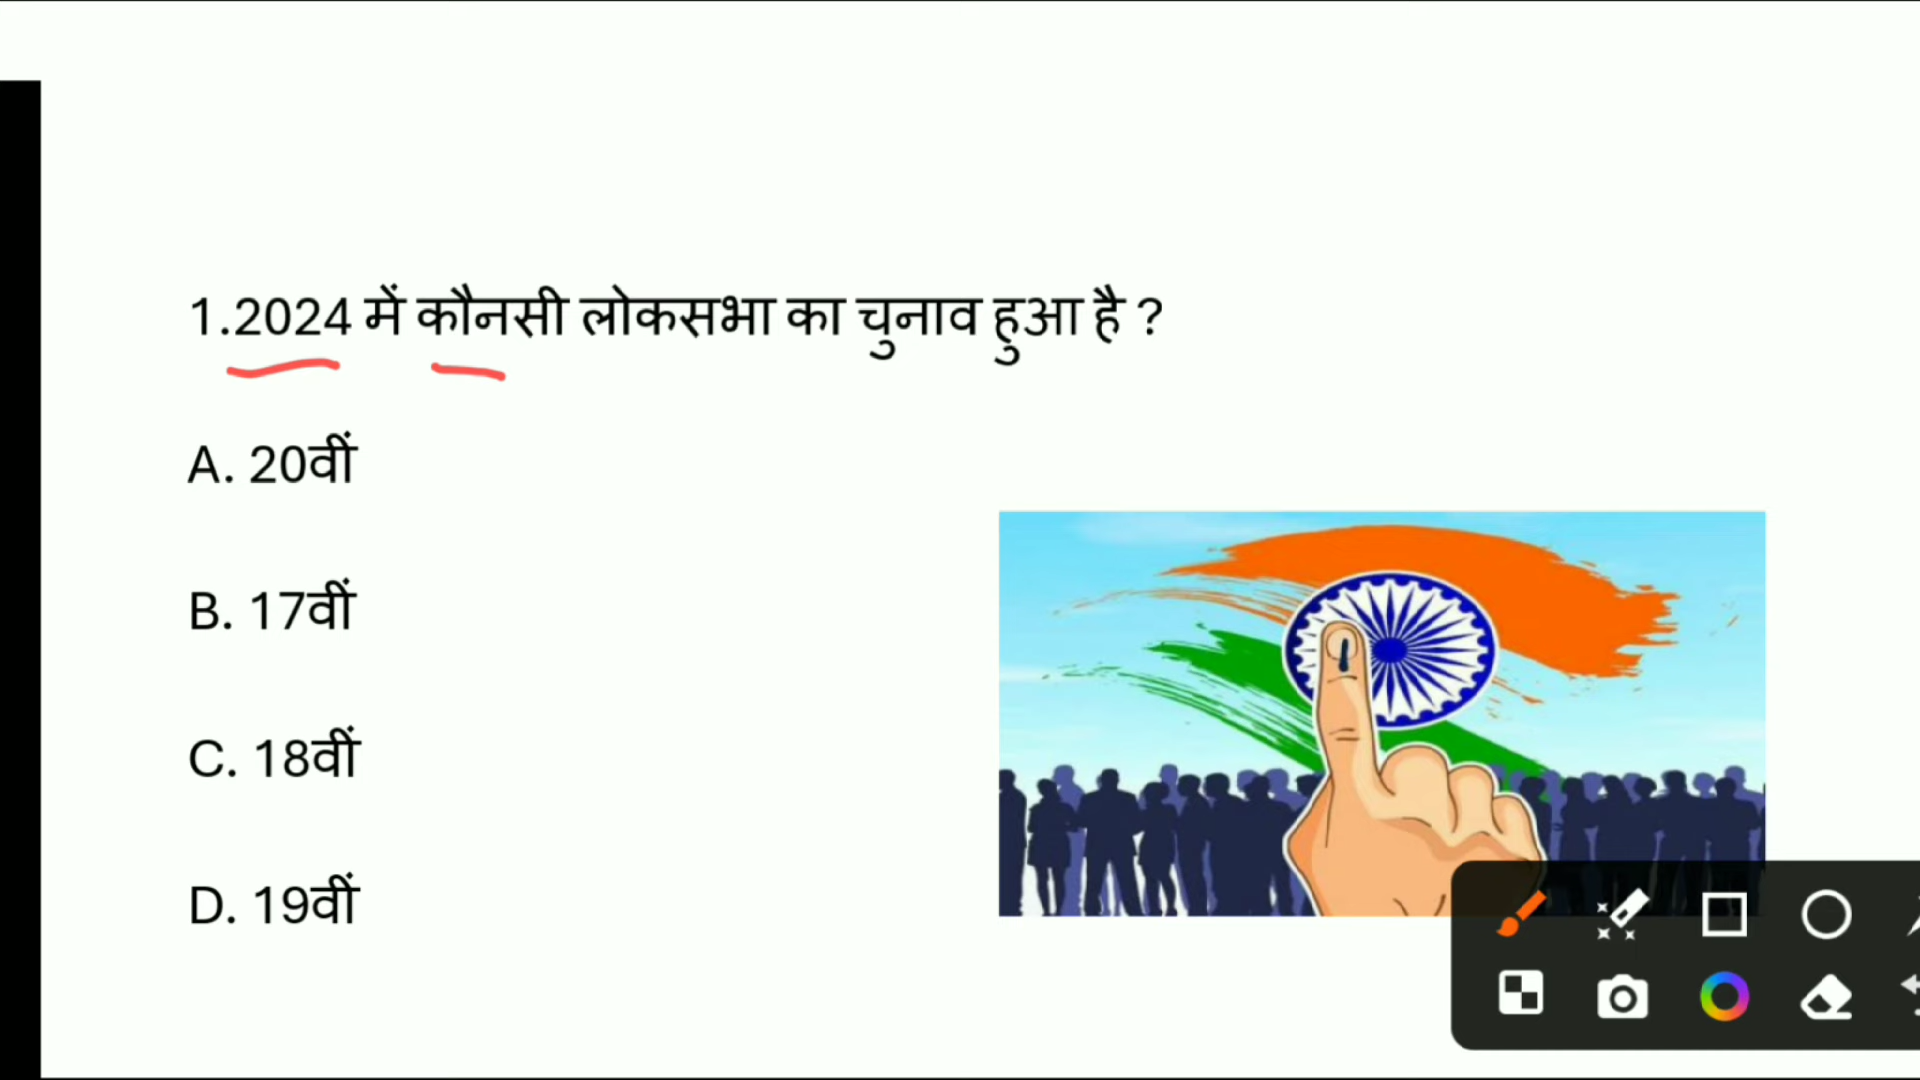 1.2024 में कौनसी लोकसभा का चुनाव हुआ है ?
A. 20वीं
B. 17वीं
C. 18वीं
D. 19वीं